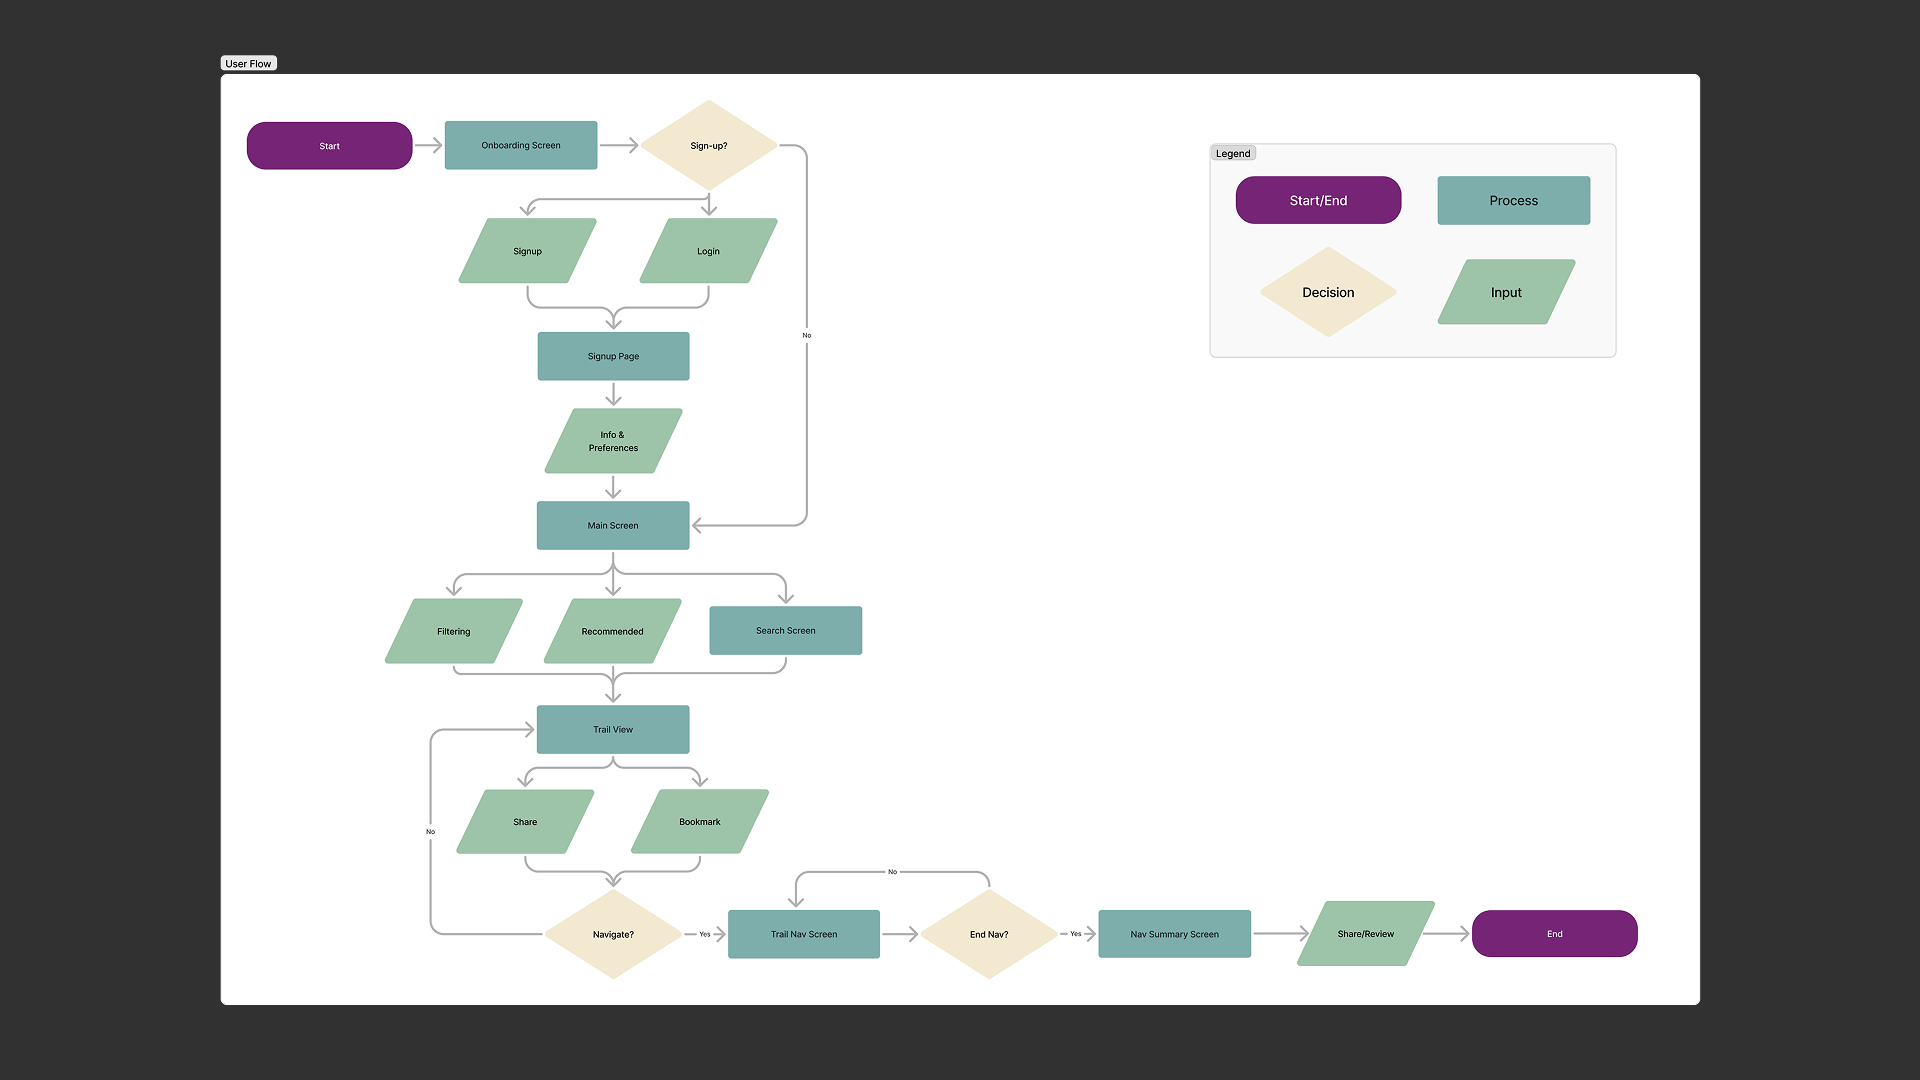 User Flow
Start
Onboarding Screen
Sign-up?
Legend
Start/End
Process
Decision
Input
Signup
Login
No
Signup Page
Info &
Preferences
Main Screen
Filtering
Recommended
Search Screen
Trail View
Share
Bookmark
No
No
Navigate?
Yes
Trail Nav Screen
End Nav?
Yes
Nav Summary Screen
Share/Review
End